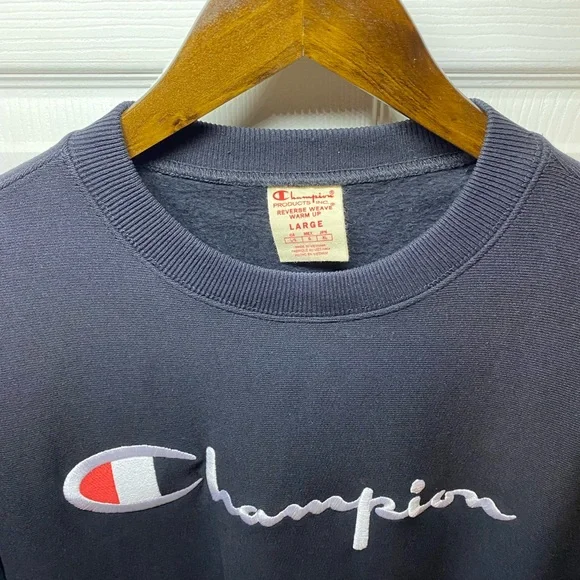 Champion
PRODUCTS INC.
REVERSE WEAVE
WARM UP
LARGE
Champion